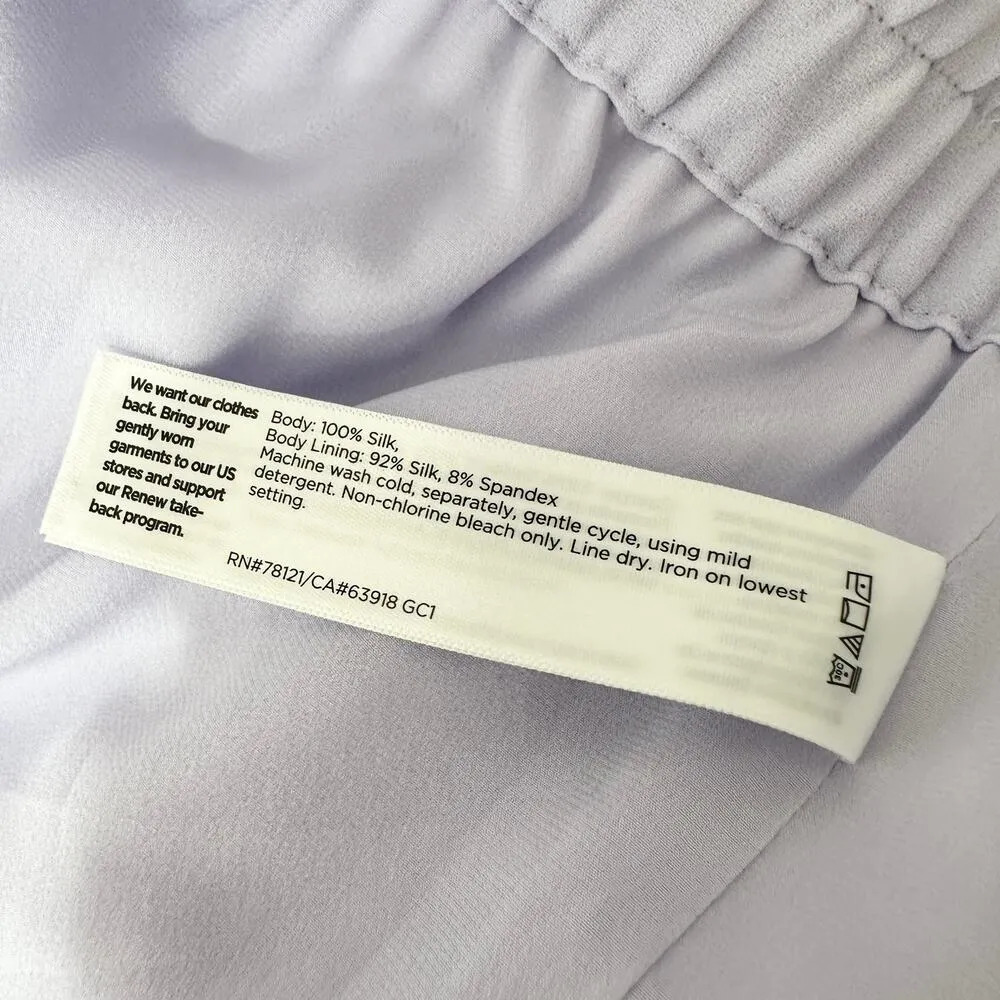 We want our clothes
back. Bring your
gently worn
garments to our US
stores and support
our Renew take-
back program.
Body: 100% Silk,
Body Lining: 92% Silk, 8% Spandex
Machine wash cold, separately, gentle cycle, using mild
detergent. Non-chlorine bleach only. Line dry. Iron on lowest
setting.
RN#78121/CA#63918 GC1
30C